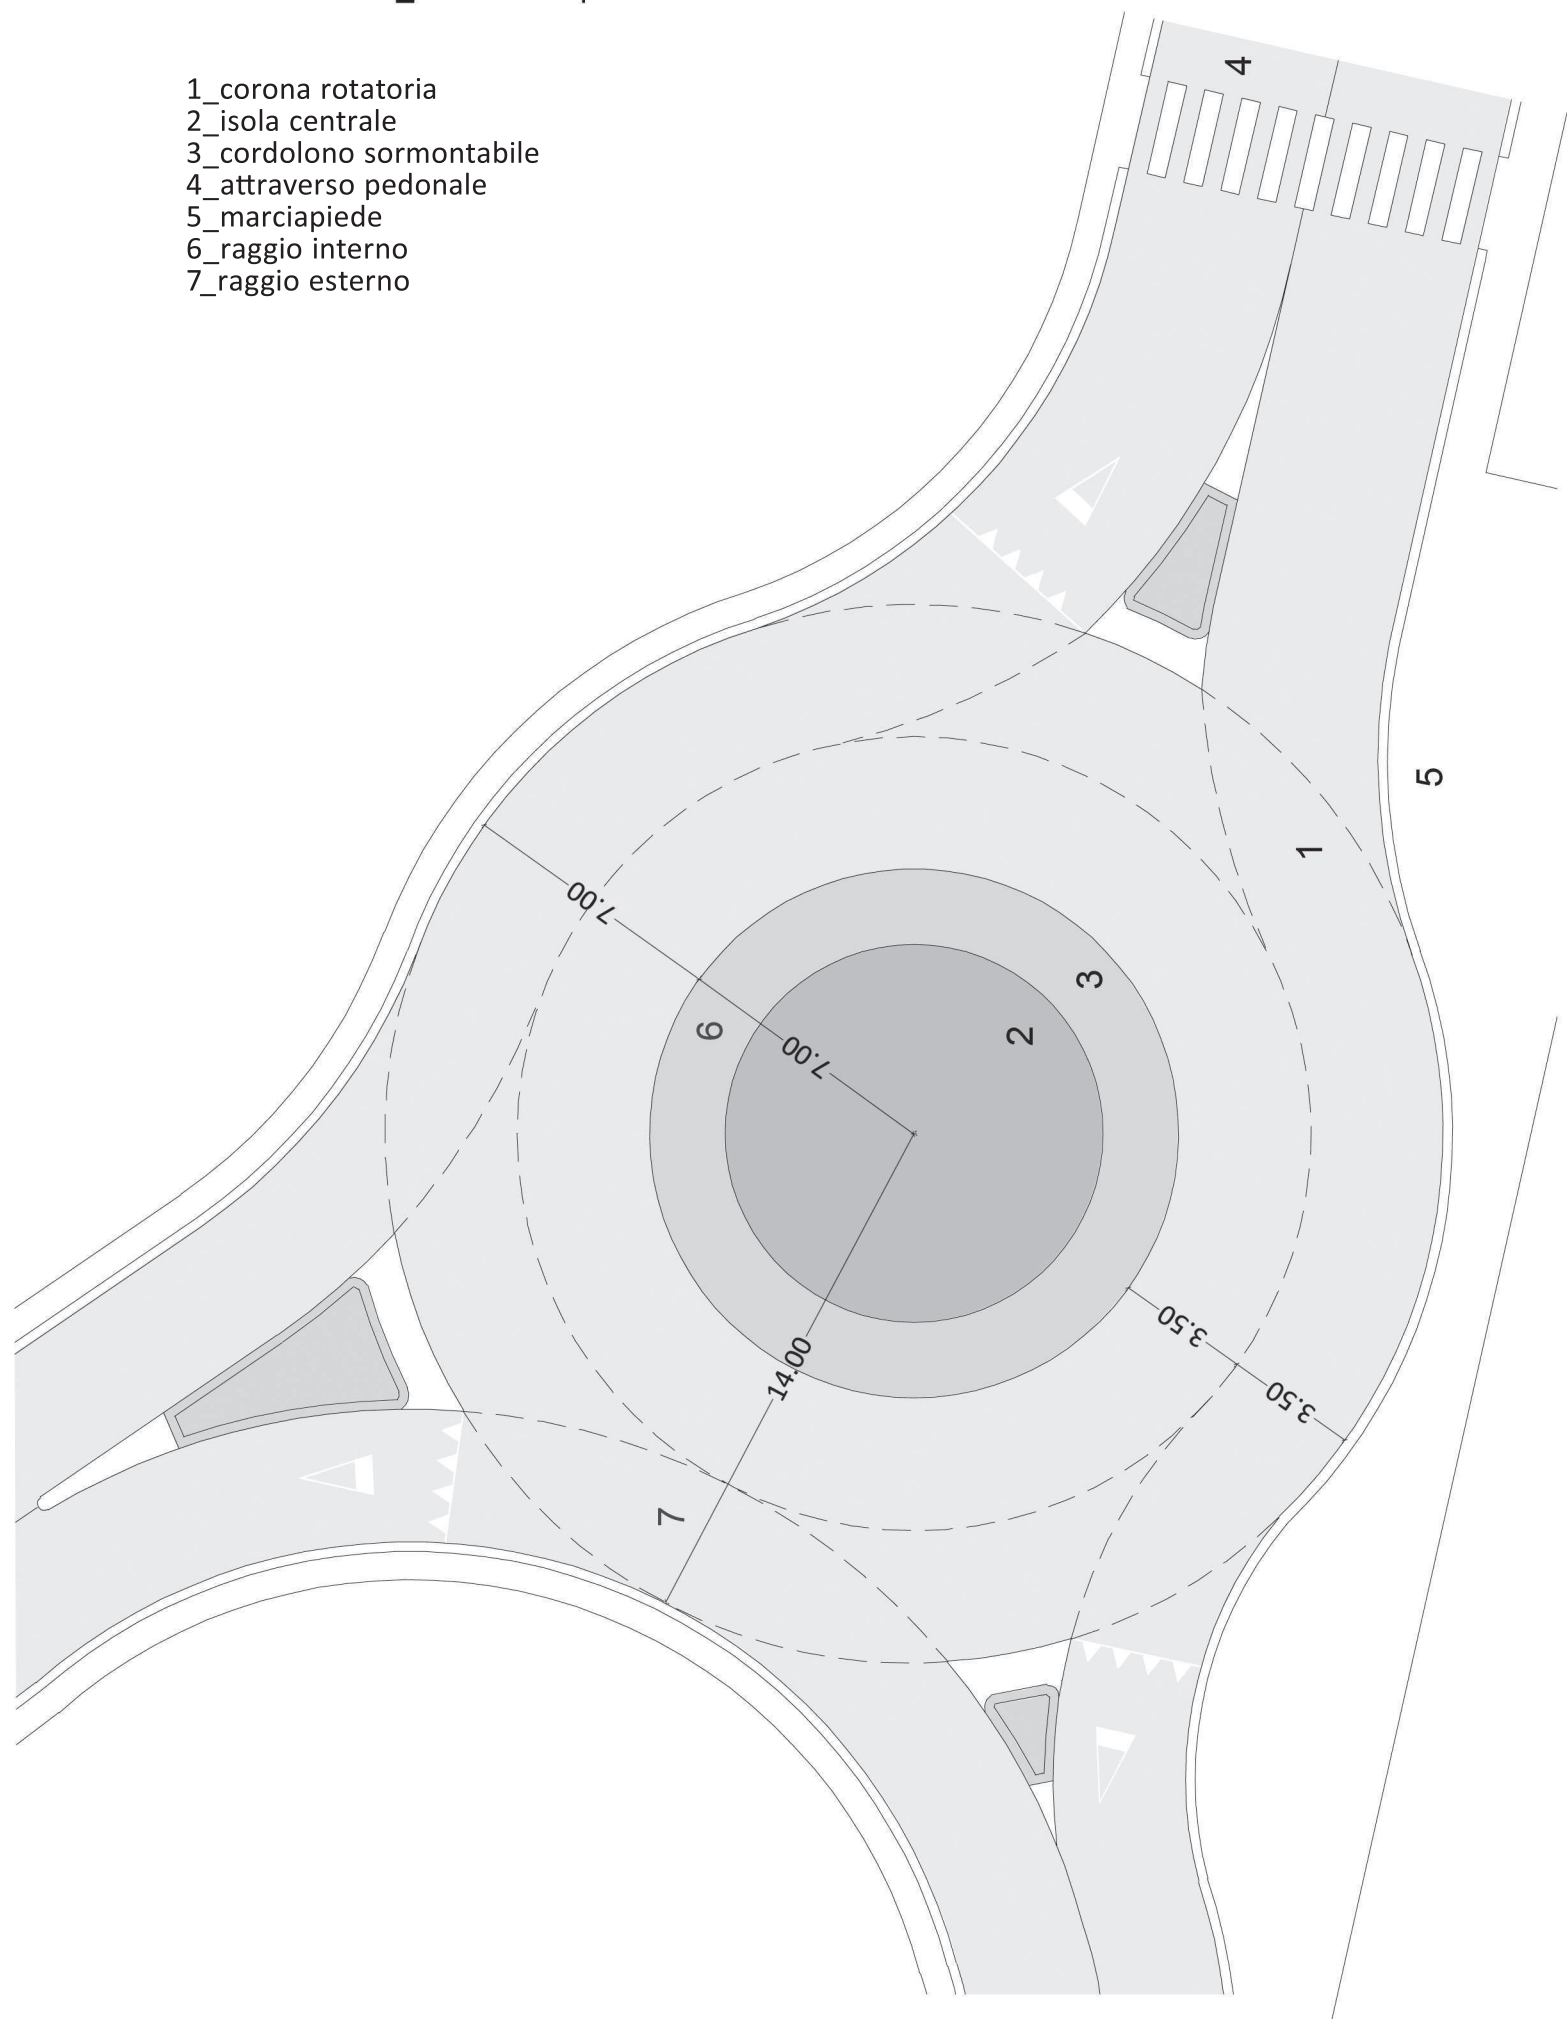 1_corona rotatoria
2_isola centrale
3_cordolono sormontabile
4_attraverso pedonale
5_marciapiede
6_raggio interno
7_raggio esterno
4
5
1
7.00
3
6
2
7.00
3.50
14.00
3.50
7